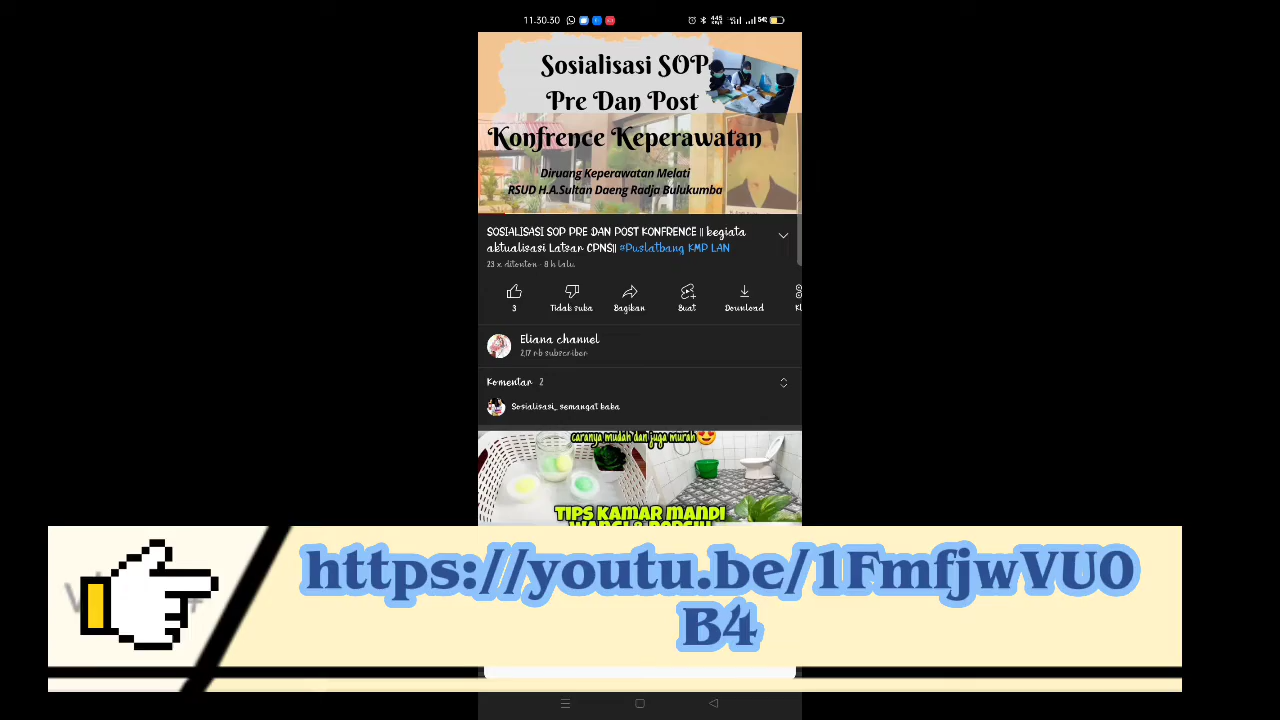 11.30.30
Sosialisasi SOP
Pre Dan Post
Konfrence Keperawatan
Diruang Keperawatan Melati
RSUD H.A.Sultan Daeng Radja Bulukumba
SOSIALISASI SOP PRE DAN POST KONFRENCE || kegiata
aktualisasi Latsar CPNS|| #Puslatbang KMP LAN
23 x ditonton - 8 h lalu
3 Tidak suka Bagikan Buat Download Kl
Eliana channel
2,17 rb subscriber
Komentar 2
Sosialisasi_ semangat kaka
caranya mudah dan juga murah
TIPS KAMAR MANDI
https://youtu.be/1FmfjwVU0
B4